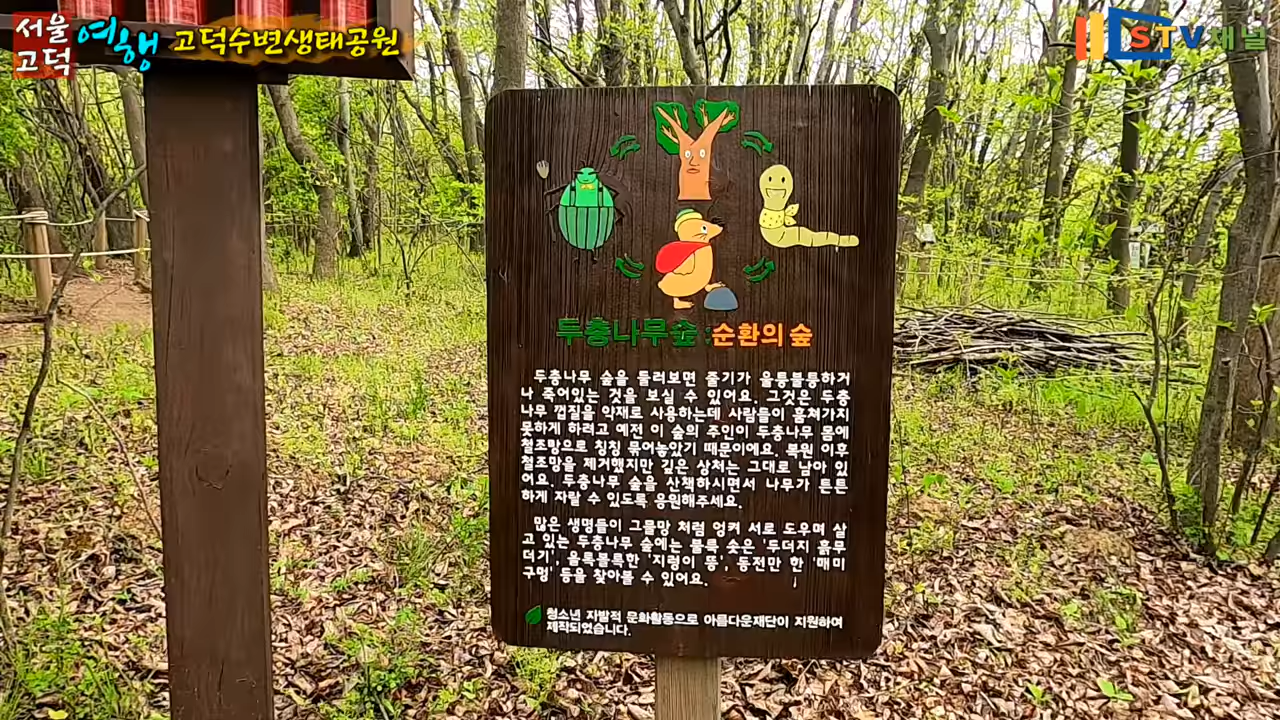 서울
고덕
여행
고덕수변생태공원
STV채널
두충나무숲 : 순환의 숲
두충나무 숲을 둘러보면 줄기가 울퉁불퉁하거
나 죽어있는 것을 보실 수 있어요. 그것은 두충
나무 껍질을 약재로 사용하는데 사람들이 훔쳐가지
못하게 하려고 예전 이 숲의 주인이 두충나무 몸에
철조망으로 칭칭 묶어놓았기 때문이에요. 복원 이후
철조망을 제거했지만 깊은 상처는 그대로 남아 있
어요. 두충나무 숲을 산책하시면서 나무가 튼튼
하게 자랄 수 있도록 응원해주세요.
많은 생명들이 그물망 처럼 엉켜 서로 도우며 살
고 있는 두충나무 숲에는 불룩 솟은 '두더지 흙무
더기', 울룩불룩한 '지렁이 똥', 동전만 한 '매미
구멍' 등을 찾아볼 수 있어요.
청소년 자발적 문화활동으로 아름다운재단이 지원하여
제작되었습니다.